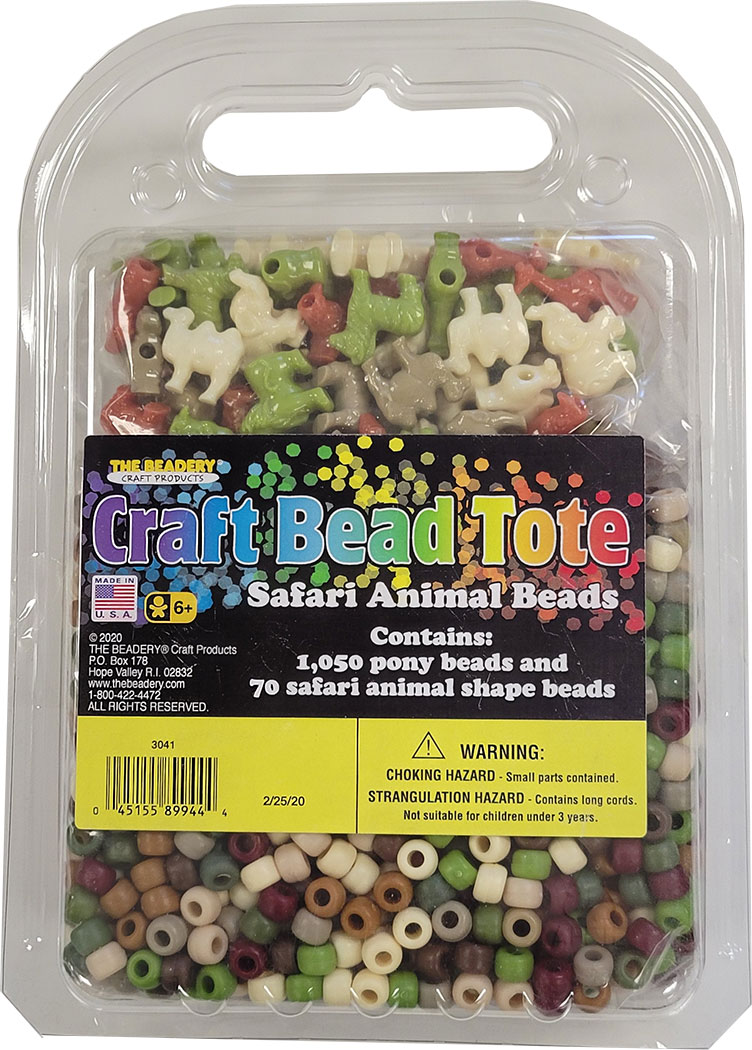 THE BEADERY
CRAFT PRODUCTS
Craft Bead Tote
Safari Animal Beads
MADE IN
U.S.A.
6+
Contains:
1,050 pony beads and
70 safari animal shape beads
© 2020
THE BEADERY® Craft Products
P.O. Box 178
Hope Valley R.I. 02832
www.thebeadery.com
1-800-422-4472
ALL RIGHTS RESERVED.
3041
0 45155 89944 4
2/25/20
WARNING:
CHOKING HAZARD - Small parts contained.
STRANGULATION HAZARD - Contains long cords.
Not suitable for children under 3 years.